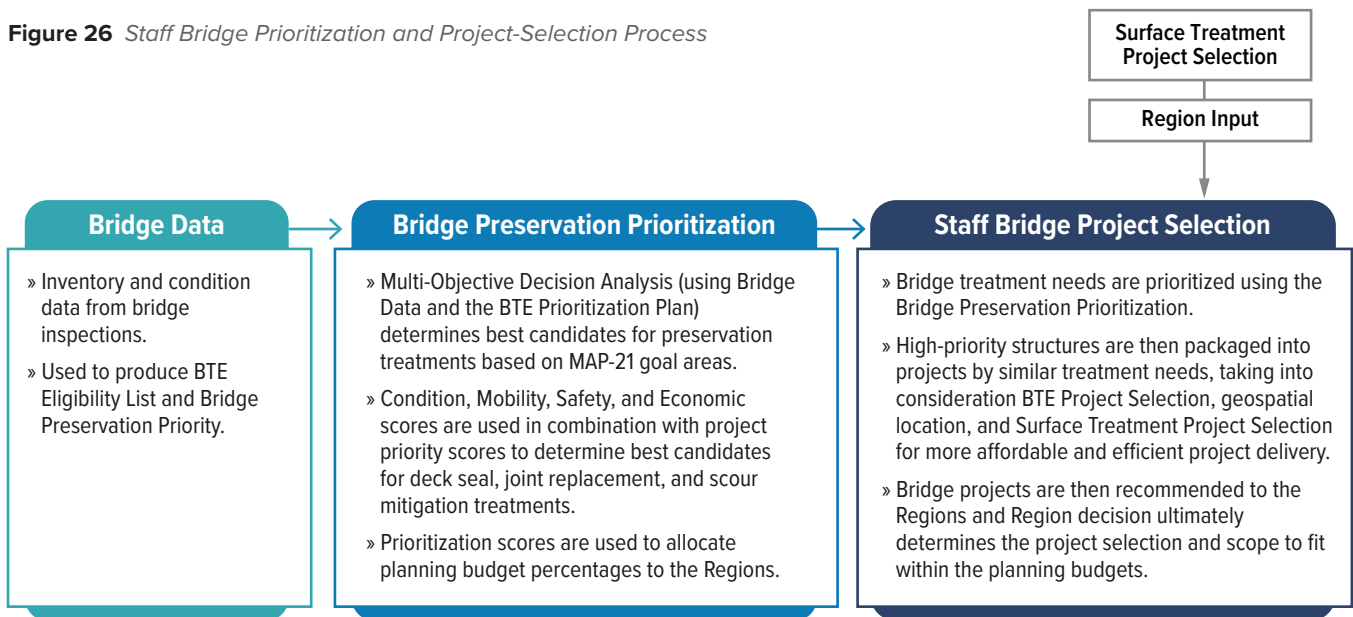 Figure 26 Staff Bridge Prioritization and Project-Selection Process
Surface Treatment
Project Selection
Region Input
Bridge Data
» Inventory and condition
data from bridge
inspections.
» Used to produce BTE
Eligibility List and Bridge
Preservation Priority.
Bridge Preservation Prioritization
» Multi-Objective Decision Analysis (using Bridge
Data and the BTE Prioritization Plan)
determines best candidates for preservation
treatments based on MAP-21 goal areas.
» Condition, Mobility, Safety, and Economic
scores are used in combination with project
priority scores to determine best candidates
for deck seal, joint replacement, and scour
mitigation treatments.
» Prioritization scores are used to allocate
planning budget percentages to the Regions.
Staff Bridge Project Selection
» Bridge treatment needs are prioritized using the
Bridge Preservation Prioritization.
» High-priority structures are then packaged into
projects by similar treatment needs, taking into
consideration BTE Project Selection, geospatial
location, and Surface Treatment Project Selection
for more affordable and efficient project delivery.
» Bridge projects are then recommended to the
Regions and Region decision ultimately
determines the project selection and scope to fit
within the planning budgets.